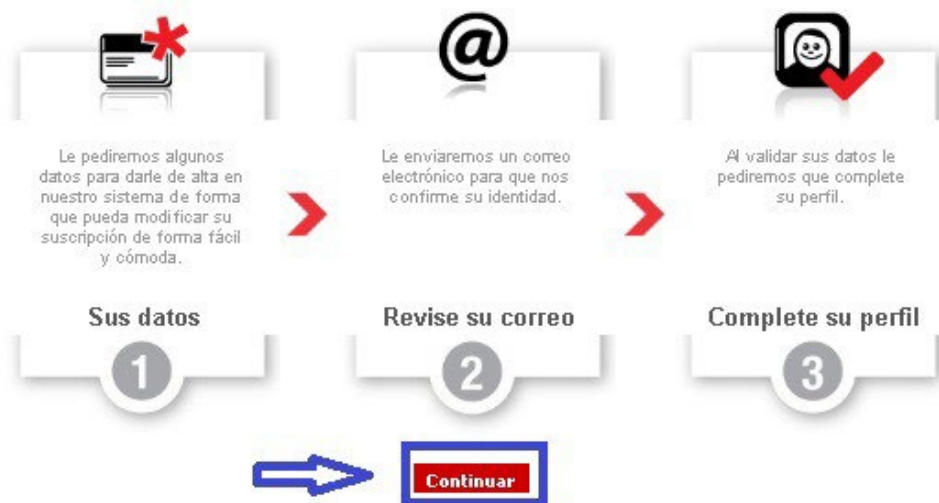 @
Le pediremos algunos
datos para darle de alta en
nuestro sistema de forma
que pueda modificar su
suscripción de forma fácil
y cómoda.
Sus datos
1
Le enviaremos un correo
electrónico para que nos
confirme su identidad.
Revise su correo
2
Al validar sus datos le
pediremos que complete
su perfil.
Complete su perfil
3
Continuar